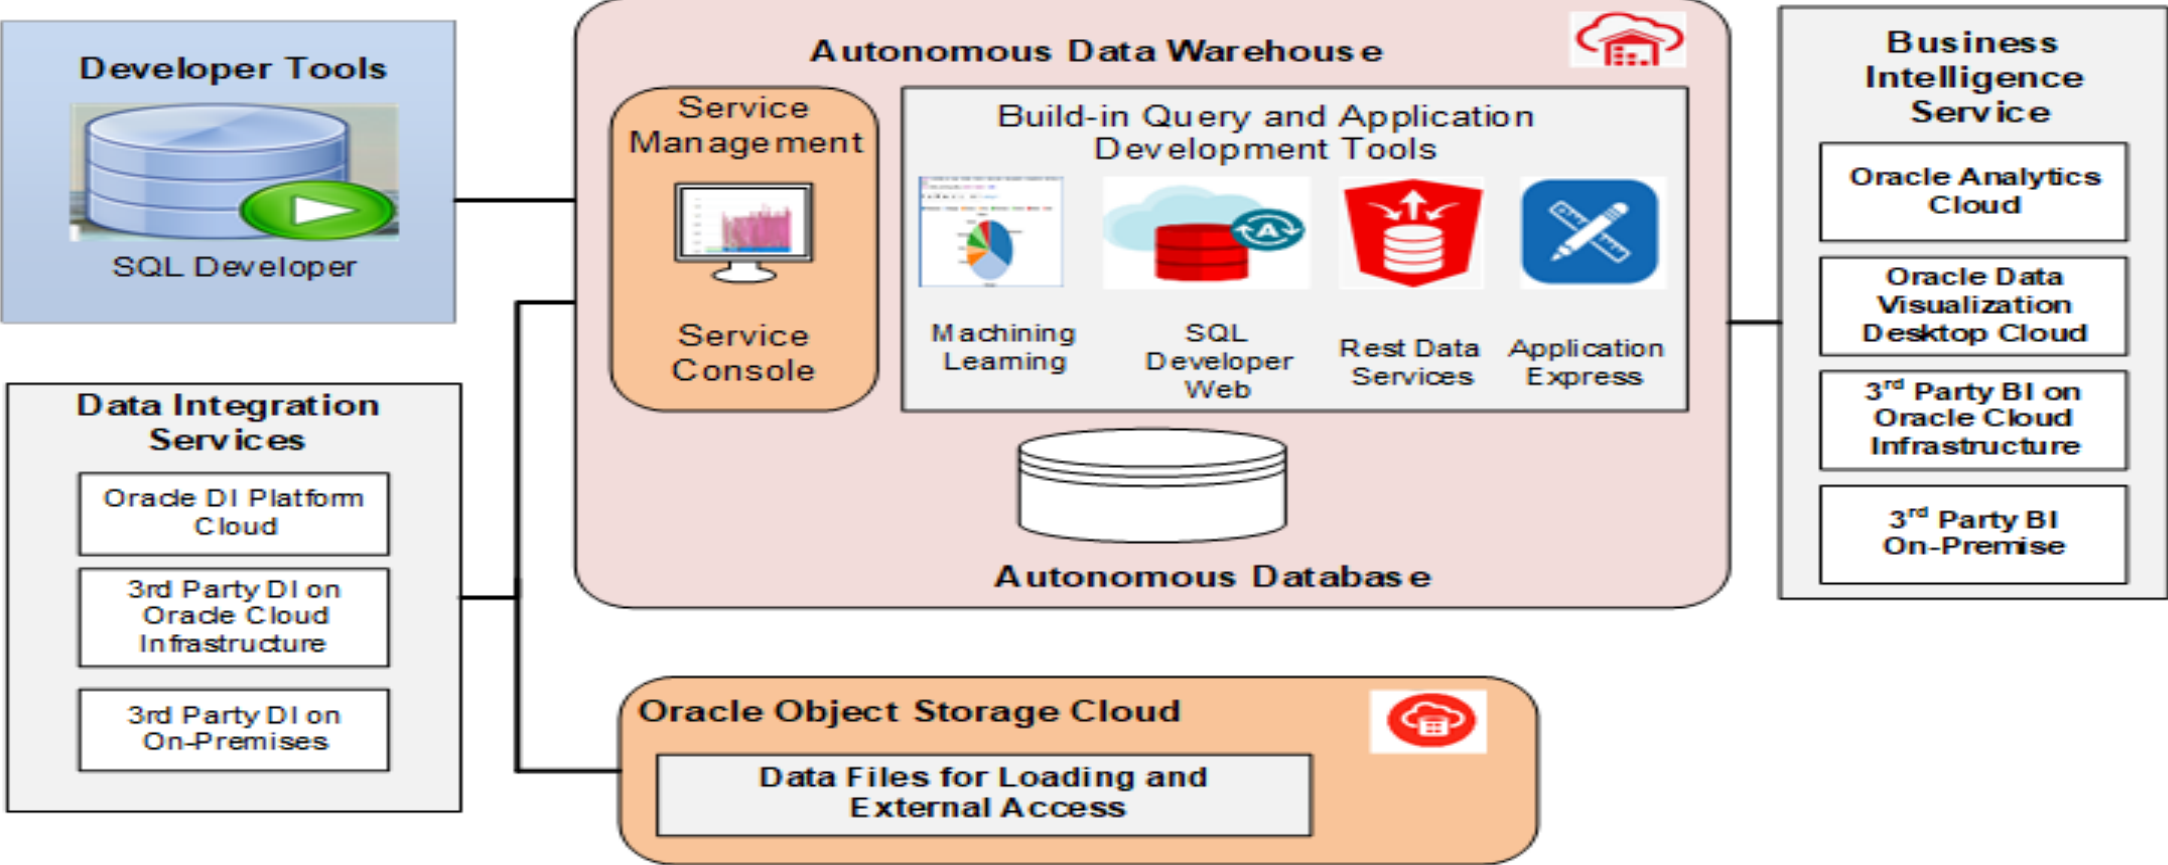 Developer Tools
SQL Developer
Data Integration
Services
Oracle DI Platform
Cloud
3rd Party DI on
Oracle Cloud
Infrastructure
3rd Party DI on
On-Premises
Autonomous Data Warehouse
Service
Management
Service
Console
Build-in Query and Application
Development Tools
Machining
Learning
SQL
Developer
Web
Rest Data
Services
Application
Express
A
Autonomous Database
Oracle Object Storage Cloud
Data Files for Loading and
External Access
Business
Intelligence
Service
Oracle Analytics
Cloud
Oracle Data
Visualization
Desktop Cloud
3rd Party BI on
Oracle Cloud
Infrastructure
3rd Party BI
On-Premise